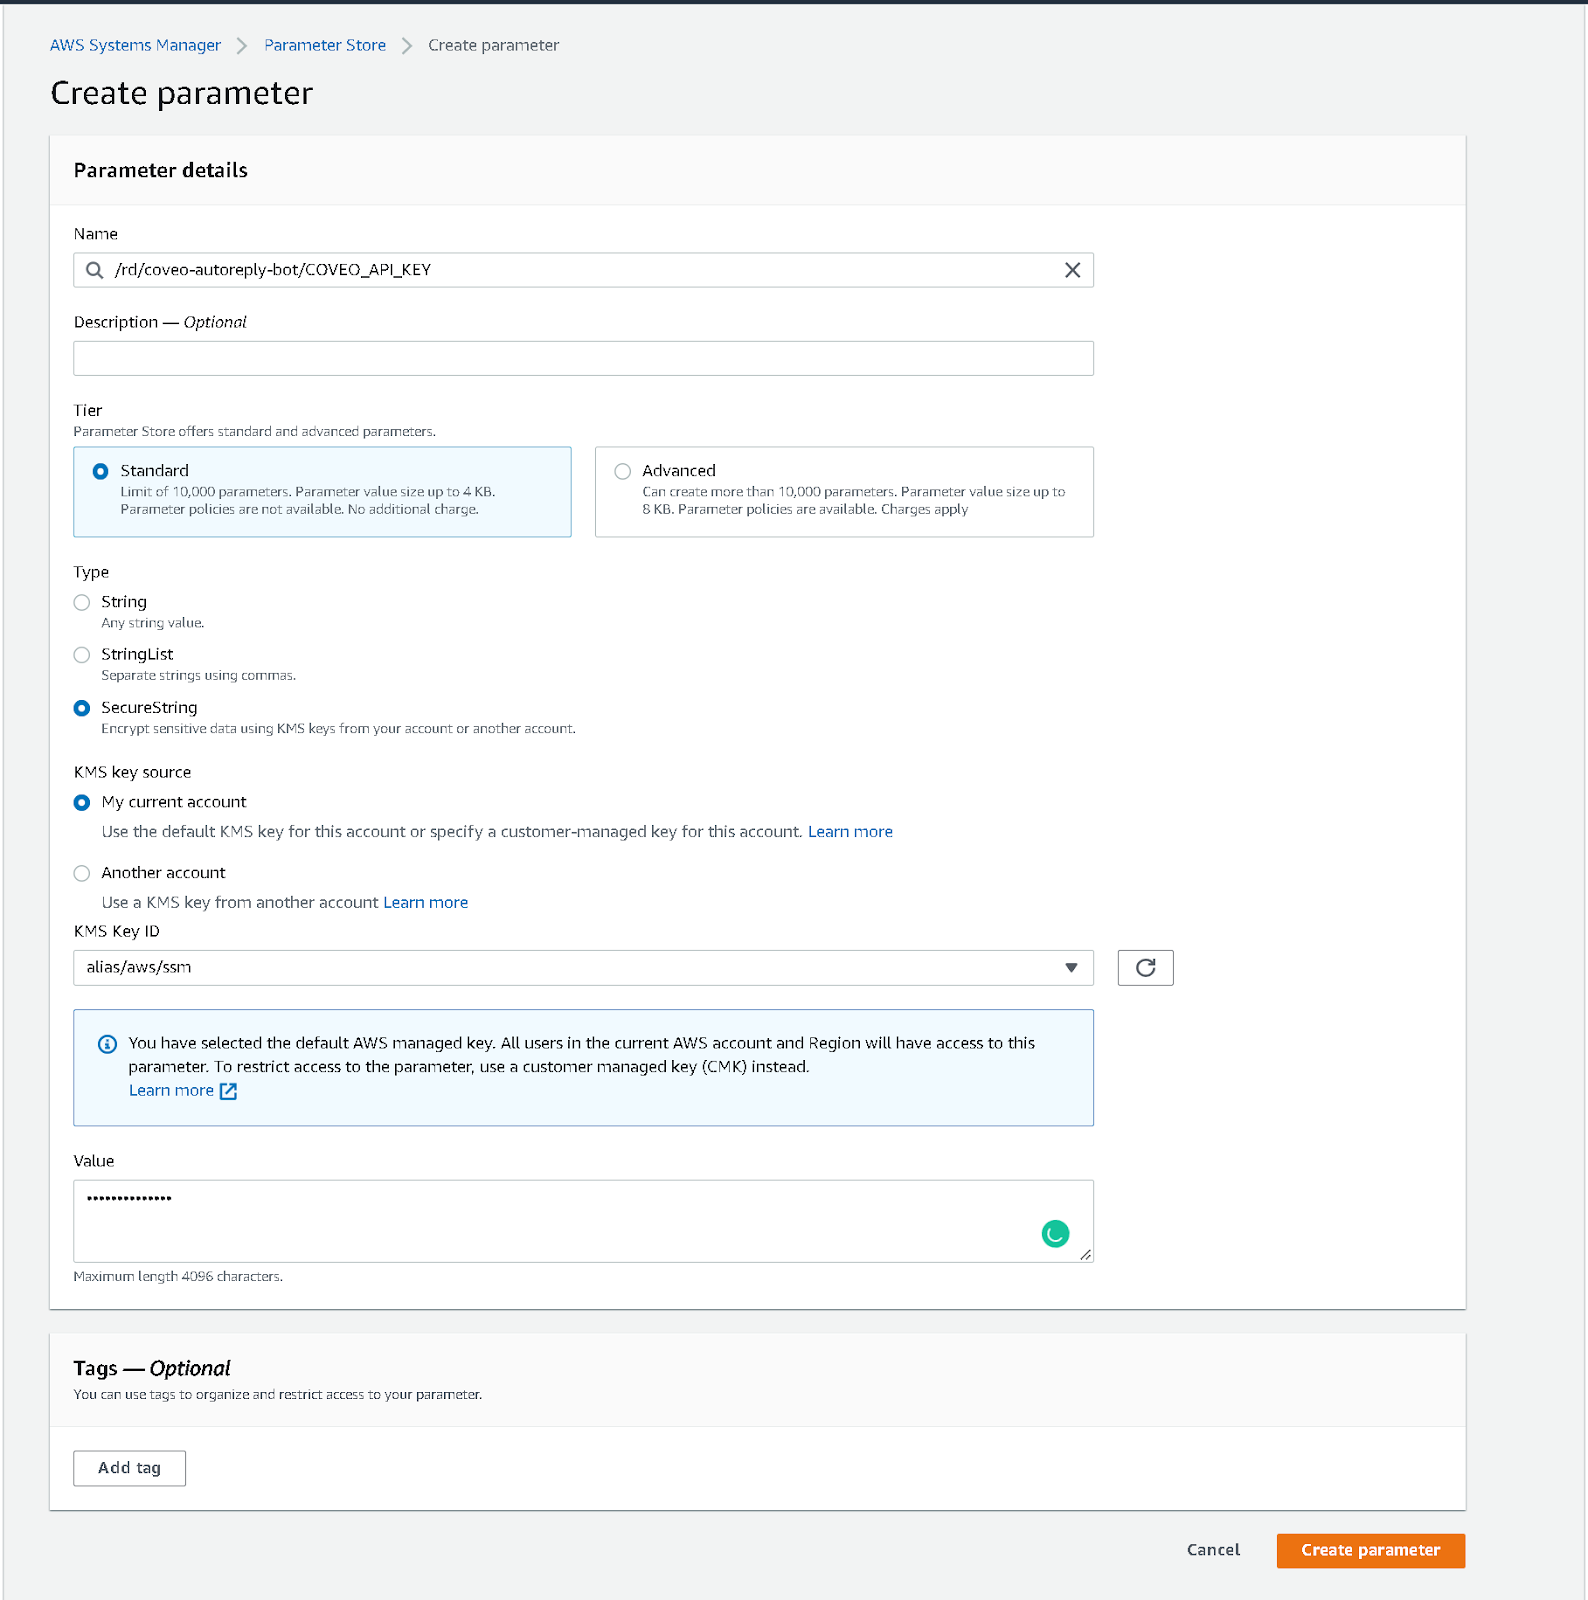 AWS Systems Manager > Parameter Store > Create parameter
Create parameter
Parameter details
Name
/rd/coveo-autoreply-bot/COVEO_API_KEY
Description — Optional
Tier
Parameter Store offers standard and advanced parameters.
Standard
Limit of 10,000 parameters. Parameter value size up to 4 KB.
Parameter policies are not available. No additional charge.
Advanced
Can create more than 10,000 parameters. Parameter value size up to
8 KB. Parameter policies are available. Charges apply
Type
String
Any string value.
StringList
Separate strings using commas.
SecureString
Encrypt sensitive data using KMS keys from your account or another account.
KMS key source
My current account
Use the default KMS key for this account or specify a customer-managed key for this account. Learn more
Another account
Use a KMS key from another account Learn more
KMS Key ID
alias/aws/ssm
You have selected the default AWS managed key. All users in the current AWS account and Region will have access to this
parameter. To restrict access to the parameter, use a customer managed key (CMK) instead.
Learn more
Value
••••••••••••••
Maximum length 4096 characters.
Tags — Optional
You can use tags to organize and restrict access to your parameter.
Add tag
Cancel
Create parameter